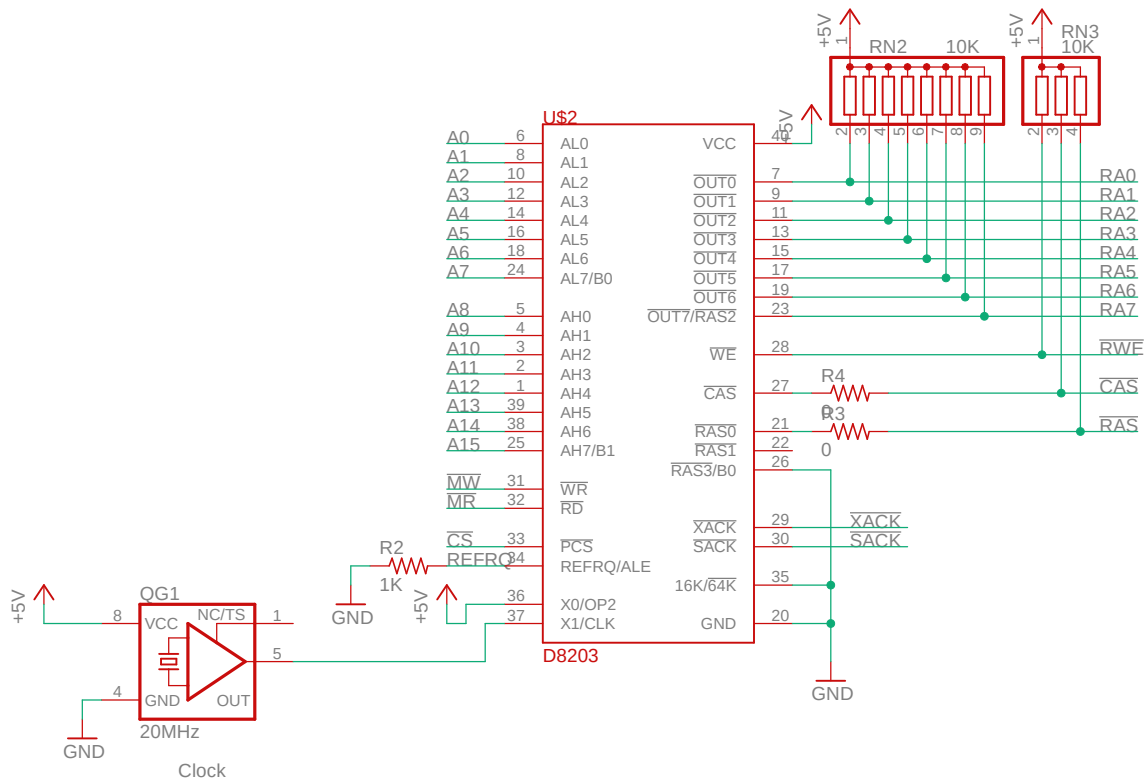 +5V
1
RN2
10K
2
3
4
5
6
7
8
9
+5V
1
RN3
10K
2
3
4
U$2
+5V
A0 6 AL0
A1 8 AL1
A2 10 AL2
A3 12 AL3
A4 14 AL4
A5 16 AL5
A6 18 AL6
A7 24 AL7/B0
A8 5 AH0
A9 4 AH1
A10 3 AH2
A11 2 AH3
A12 1 AH4
A13 39 AH5
A14 38 AH6
A15 25 AH7/B1
MW 31 WR
MR 32 RD
CS 33 PCS
REFRQ 34 REFRQ/ALE
36 X0/OP2
37 X1/CLK
VCC 40
OUT0 7 RA0
OUT1 9 RA1
OUT2 11 RA2
OUT3 13 RA3
OUT4 15 RA4
OUT5 17 RA5
OUT6 19 RA6
OUT7/RAS2 23 RA7
WE 28 RWE
CAS 27 R4 0 CAS
RAS0 21 R3 0 RAS
RAS1 22
RAS3/B0 26
XACK 29 XACK
SACK 30 SACK
16K/64K 35
GND 20
GND
D8203
R2
1K
GND
+5V
+5V
QG1
8 VCC
NC/TS 1
5
4 GND
OUT
20MHz
GND
Clock